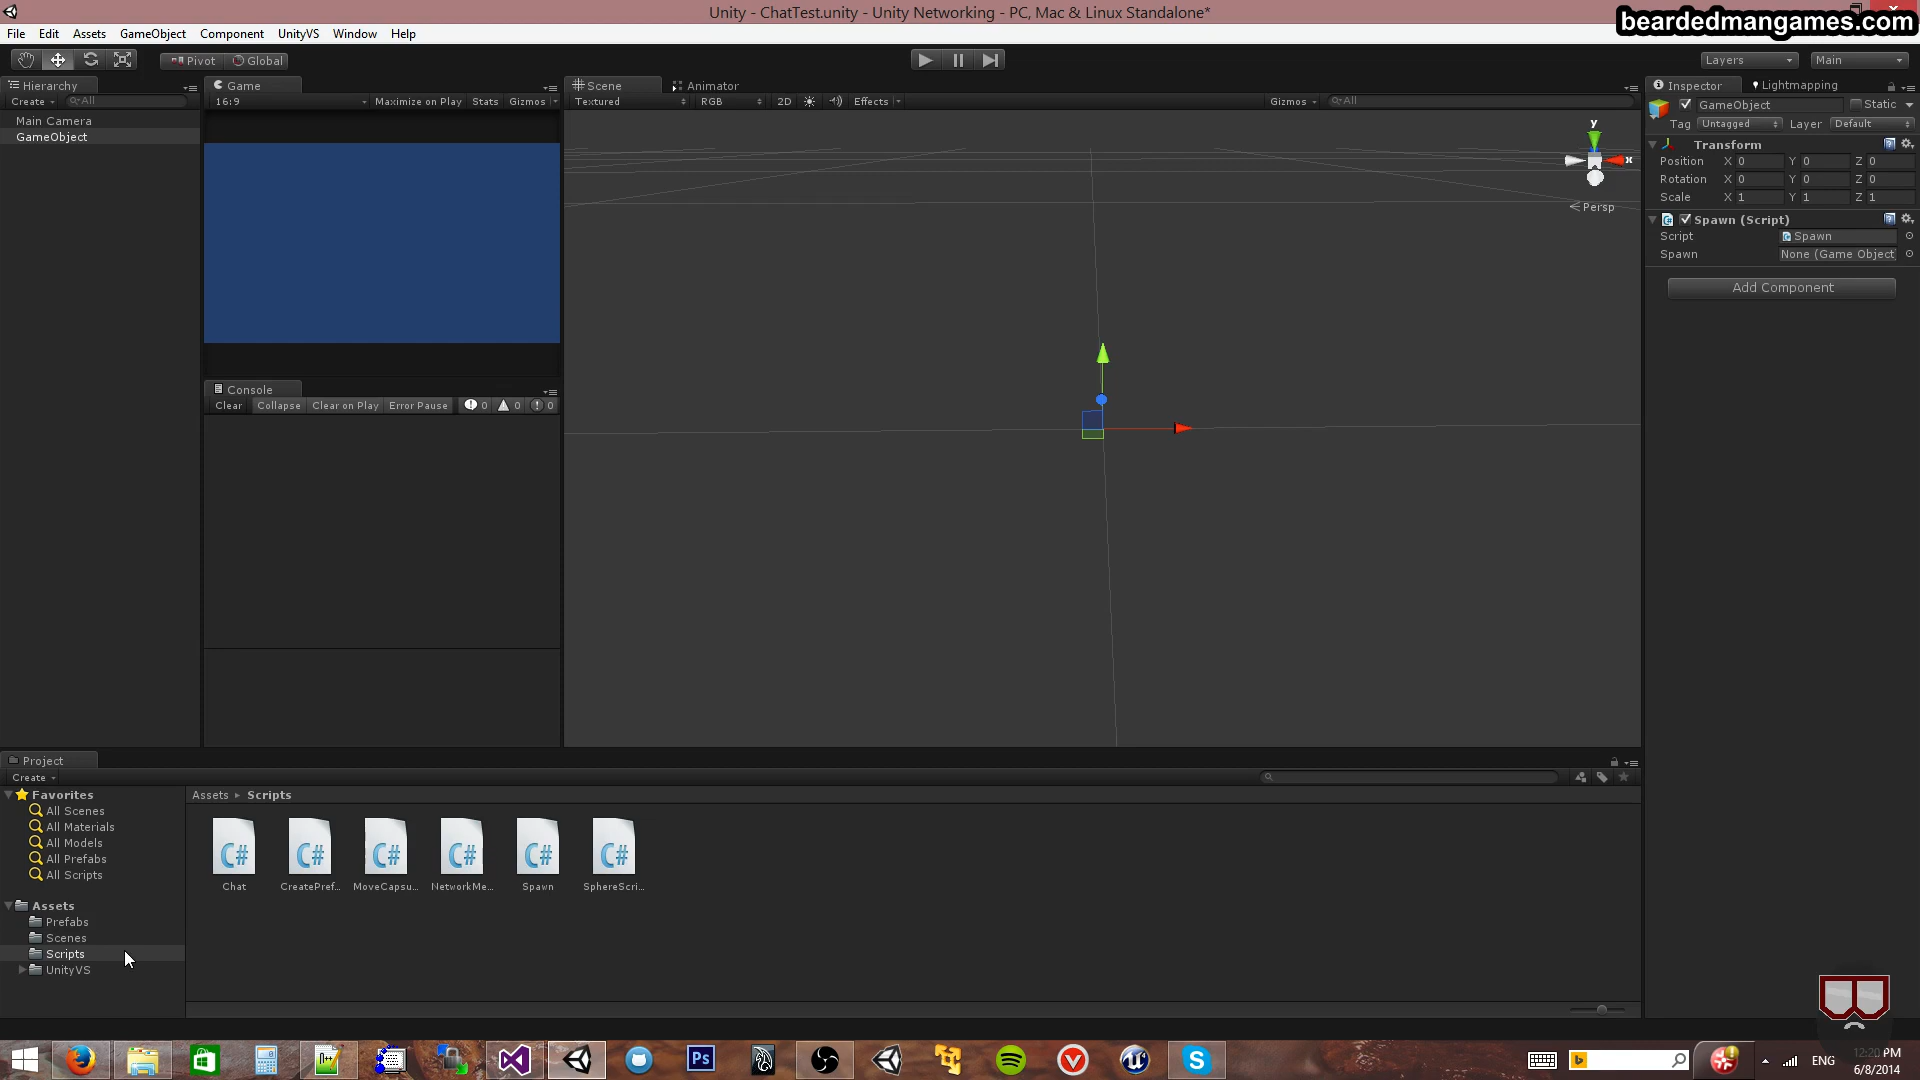 Unity - ChatTest.unity - Unity Networking - PC, Mac & Linux Standalone*
beardedmangames.com
File Edit Assets GameObject Component UnityVS Window Help
Pivot Global
Layers Main
Hierarchy
Create All
Main Camera
GameObject
Game
16:9 Maximize on Play Stats Gizmos
Console
Clear Collapse Clear on Play Error Pause 0 0 0
Scene Animator
Textured RGB 2D Effects Gizmos All
y
x
Persp
Inspector Lightmapping
GameObject Static
Tag Untagged Layer Default
Transform
Position X 0 Y 0 Z 0
Rotation X 0 Y 0 Z 0
Scale X 1 Y 1 Z 1
Spawn (Script)
Script Spawn
Spawn None (Game Object
Add Component
Project
Create
Favorites
All Scenes
All Materials
All Models
All Prefabs
All Scripts
Assets
Prefabs
Scenes
Scripts
UnityVS
Assets Scripts
C# C# C# C# C# C#
Chat CreatePref... MoveCapsu... NetworkMe... Spawn SphereScri...
Ps
ENG
12:20 PM
6/8/2014